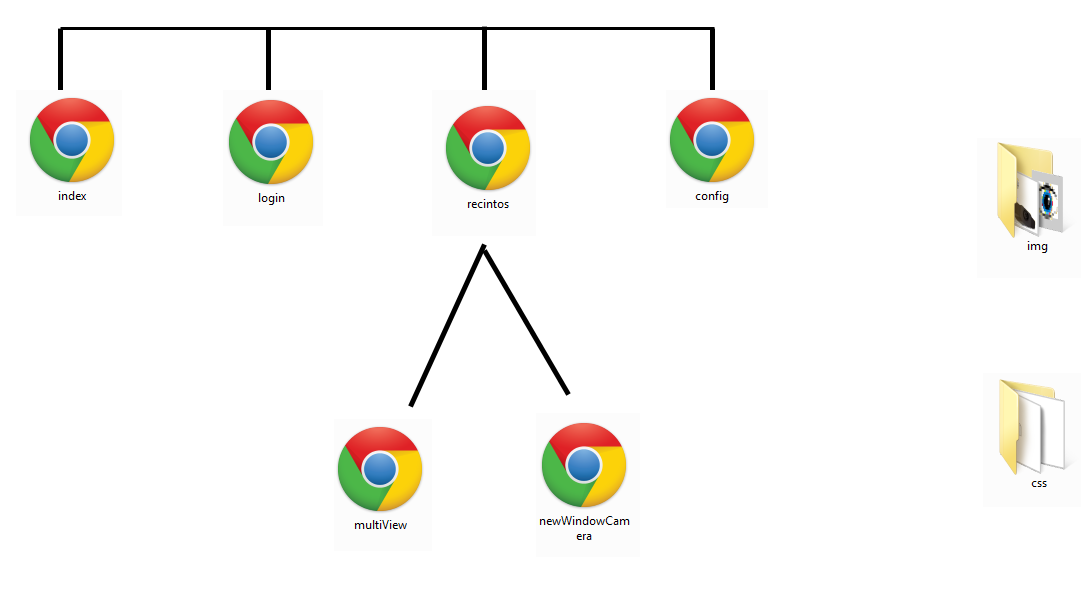 index
login
recintos
config
img
css
multiView
newWindowCam
era